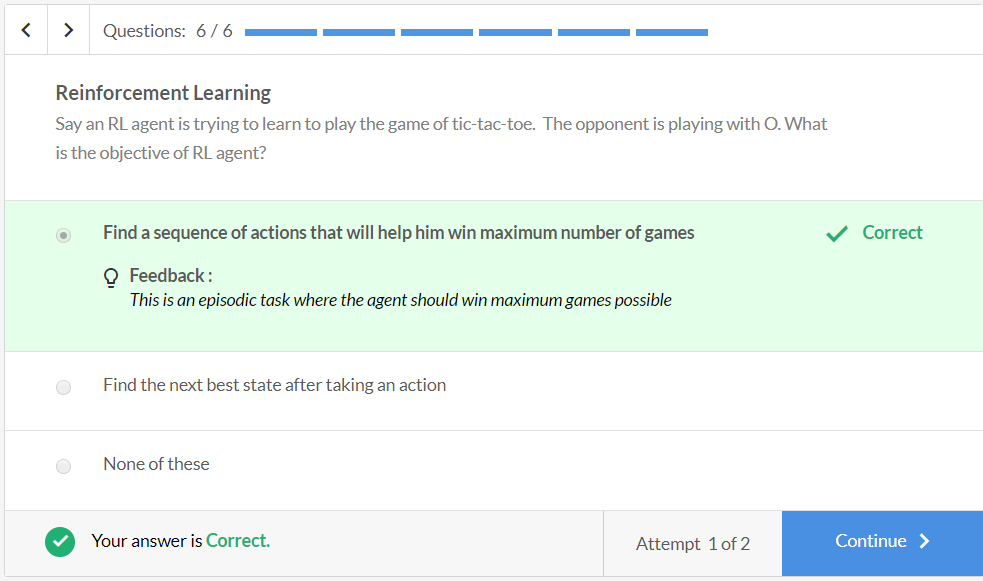 Questions: 6 / 6
Reinforcement Learning
Say an RL agent is trying to learn to play the game of tic-tac-toe. The opponent is playing with O. What
is the objective of RL agent?
Find a sequence of actions that will help him win maximum number of games
Correct
Feedback :
This is an episodic task where the agent should win maximum games possible
Find the next best state after taking an action
None of these
Your answer is Correct.
Attempt 1 of 2
Continue